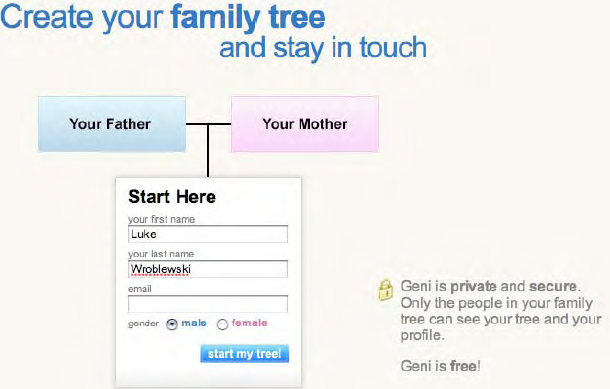 Create your family tree
and stay in touch
Your Father
Your Mother
Start Here
your first name
Luke
your last name
Wroblewski
email
gender male female
start my tree!
Geni is private and secure.
Only the people in your family
tree can see your tree and your
profile.
Geni is free!